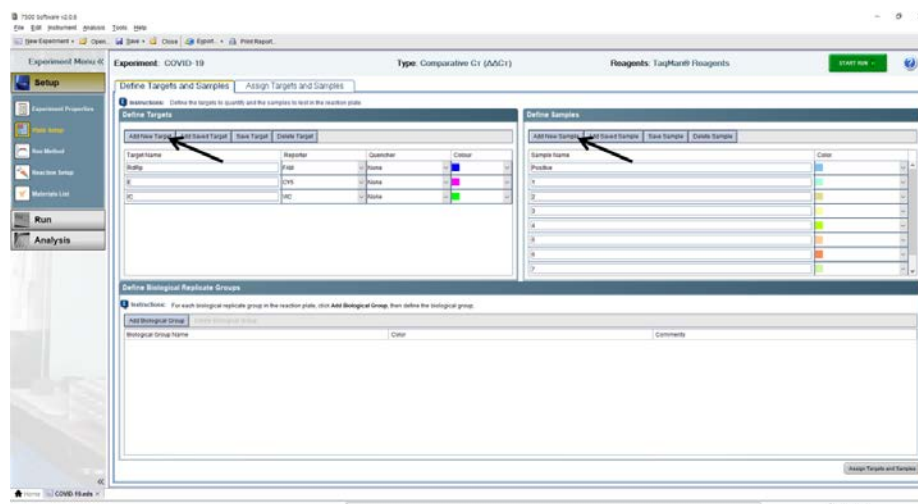 7500 Software v2.0.6
File Edit Instrument Analysis Tools Help
New Experiment Open... Save Close Export... Print Report...
Experiment Menu «
Experiment: COVID-19
Type: Comparative CT (ΔΔCT)
Reagents: TaqMan® Reagents
START RUN
Setup
Experiment Properties
Plate Setup
Run Method
Reaction Setup
Materials List
Run
Analysis
Define Targets and Samples
Assign Targets and Samples
Instructions: Define the targets to quantify and the samples to test in the reaction plate.
Define Targets
Add New Target Add Saved Target Save Target Delete Target
Target Name Reporter Quencher Colour
RdRp FAM None
E CY5 None
IC VIC None
Define Samples
Add New Sample Add Saved Sample Save Sample Delete Sample
Sample Name Color
Positive
1
2
3
4
5
6
7
Define Biological Replicate Groups
Instructions: For each biological replicate group in the reaction plate, click Add Biological Group, then define the biological group.
Add Biological Group Delete Biological Group
Biological Group Name Color Comments
Assign Targets and Samples
Home COVID 19.eds ×